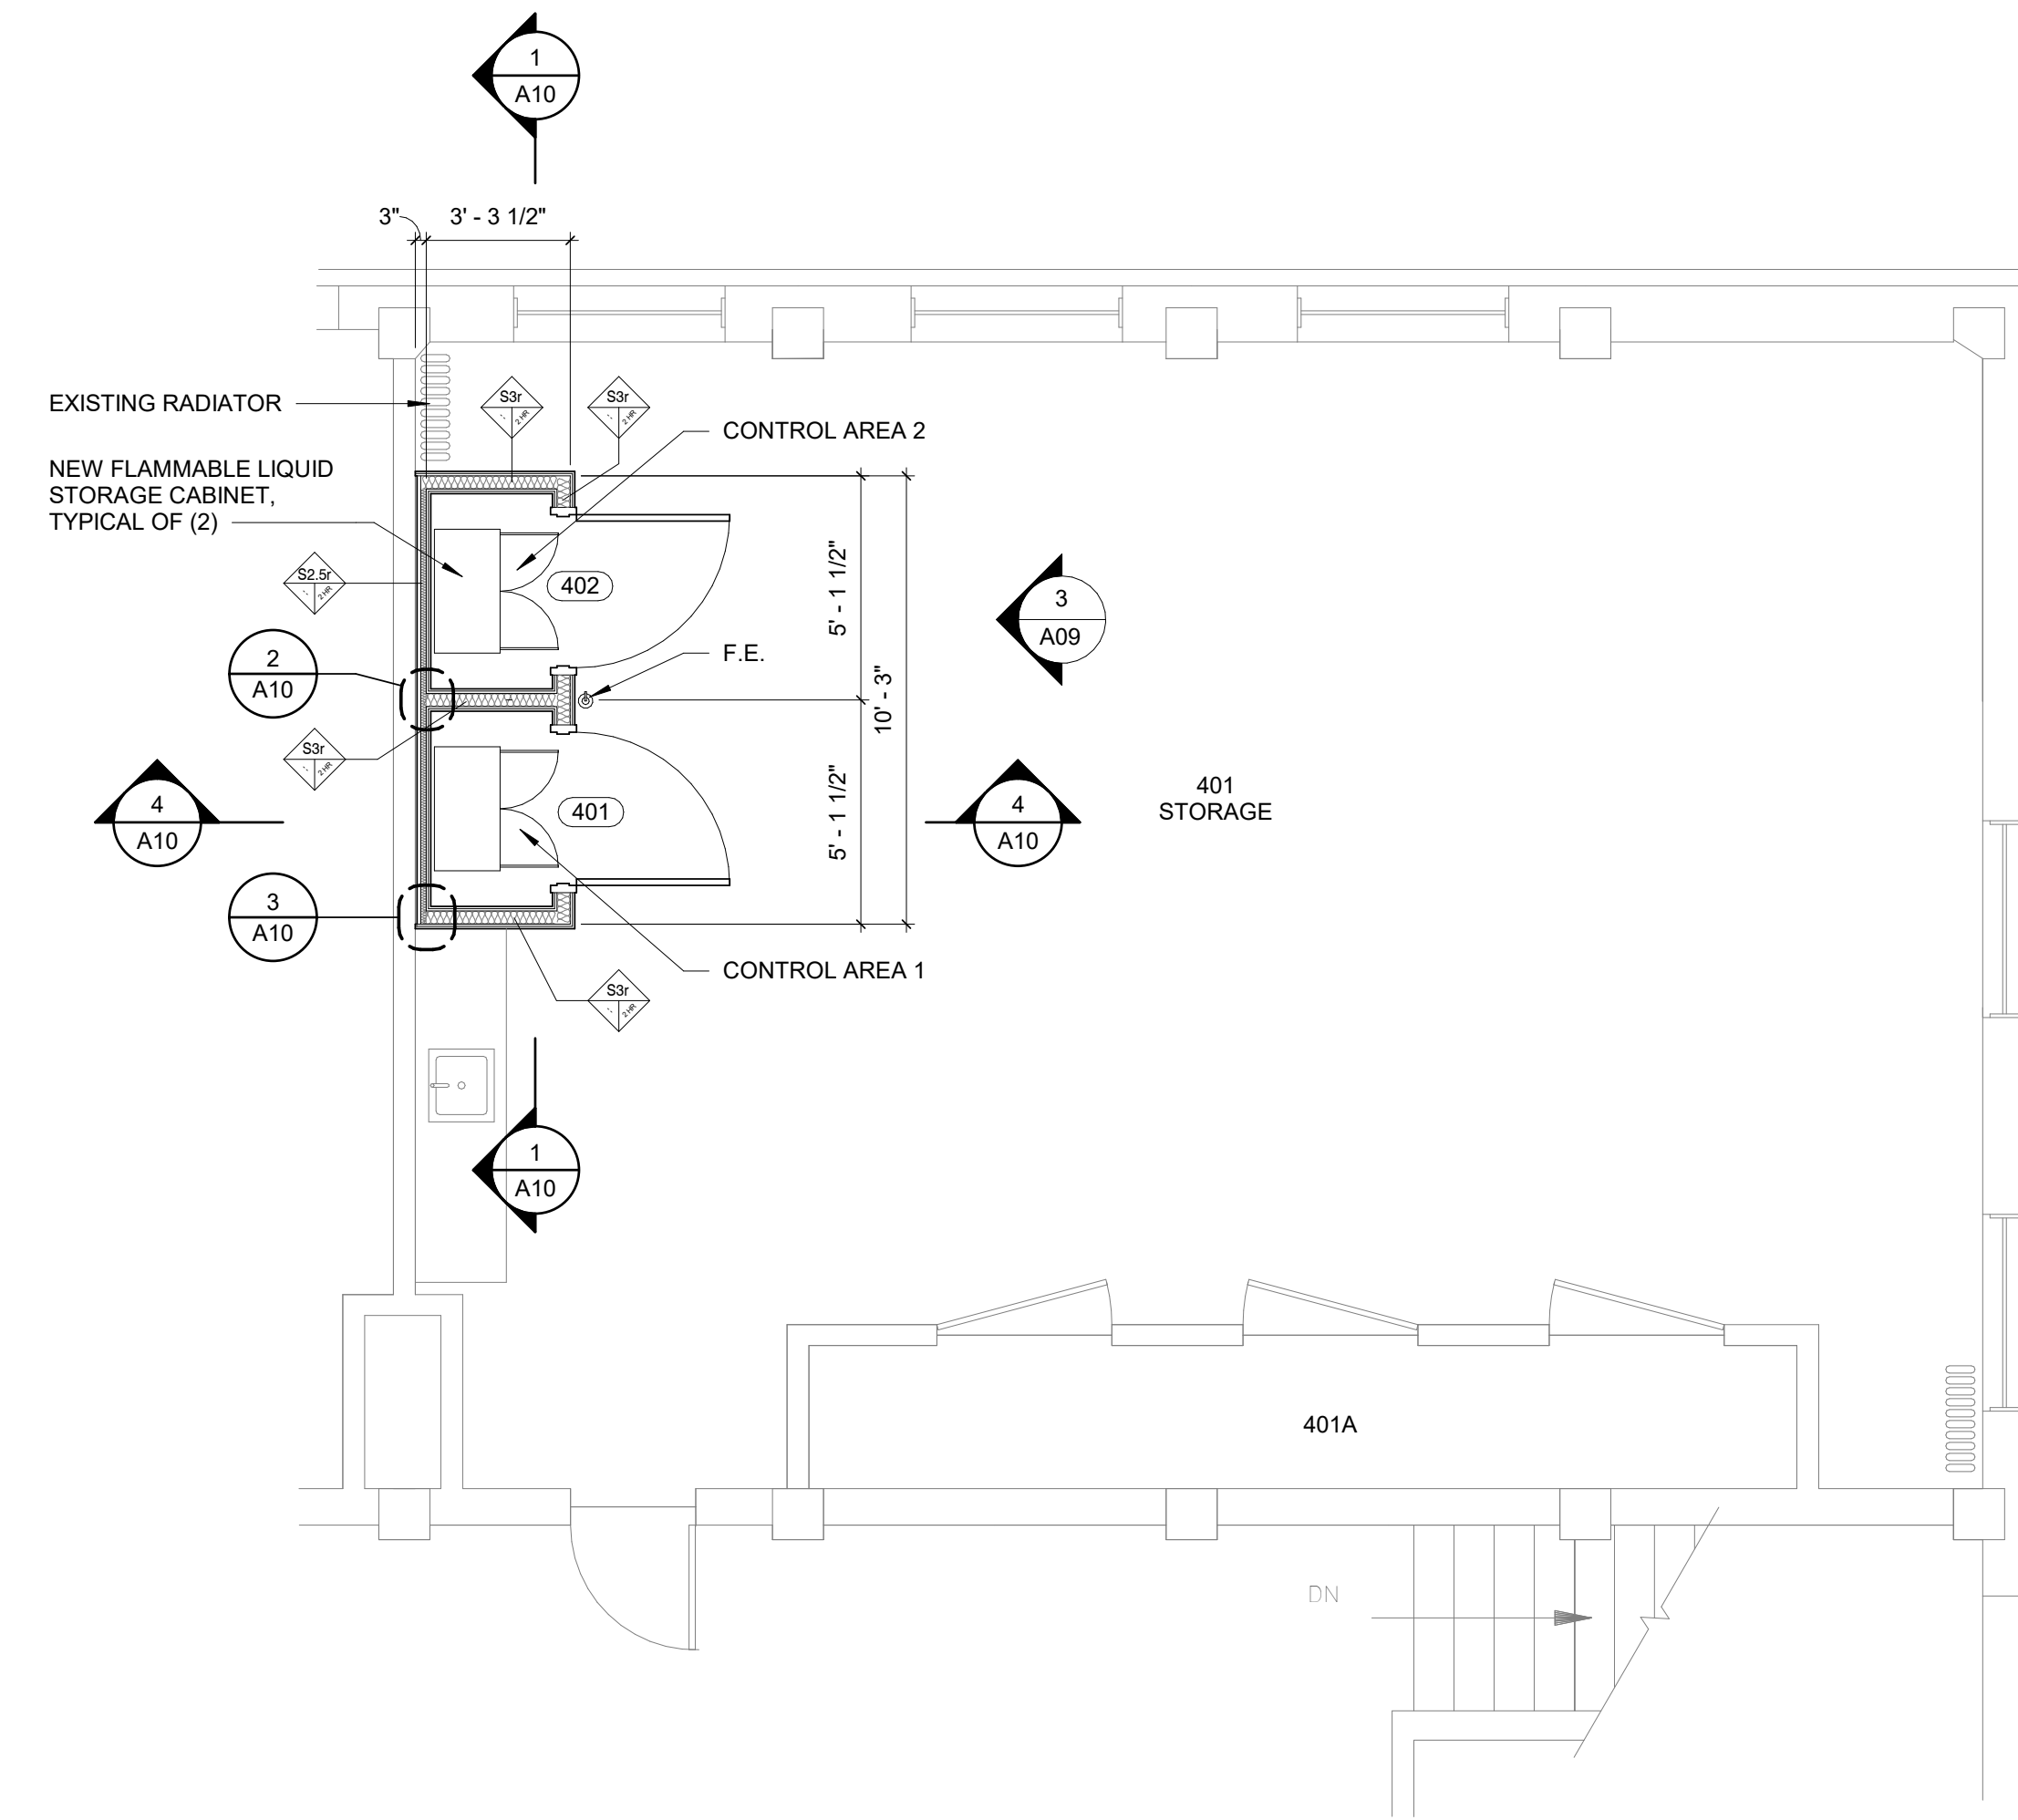 1
A10
3"
3' - 3 1/2"
EXISTING RADIATOR
S3r
2 HR
S3r
2 HR
CONTROL AREA 2
NEW FLAMMABLE LIQUID
STORAGE CABINET,
TYPICAL OF (2)
S2.5r
2 HR
402
5' - 1 1/2"
3
A09
2
A10
F.E.
10' - 3"
S3r
2 HR
4
A10
401
5' - 1 1/2"
4
A10
401
STORAGE
3
A10
CONTROL AREA 1
S3r
2 HR
1
A10
401A
DN